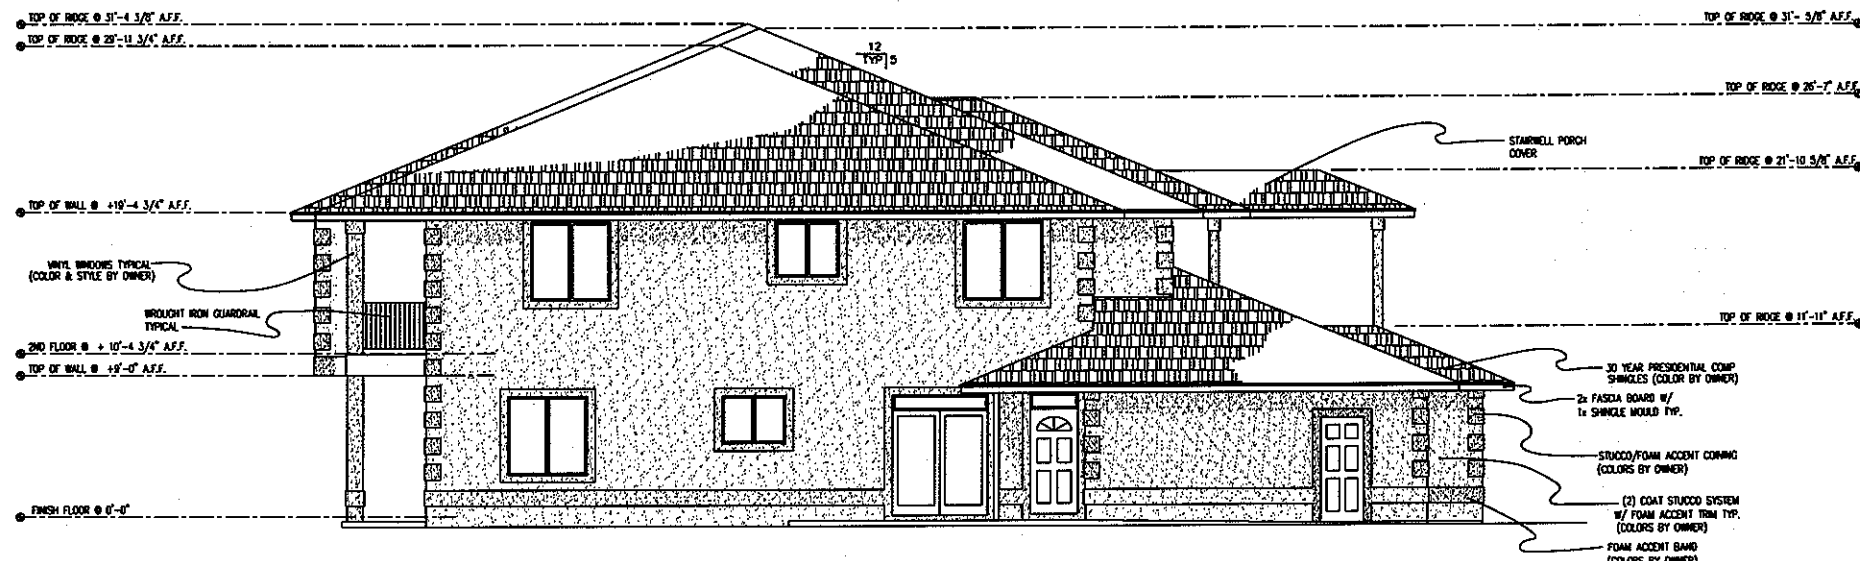 TOP OF RIDGE @ 31'-4 3/8" A.F.F.
TOP OF RIDGE @ 29'-11 3/4" A.F.F.
TOP OF WALL @ +19'-4 3/4" A.F.F.
VINYL WINDOWS TYPICAL
(COLOR & STYLE BY OWNER)
WROUGHT IRON GUARDRAIL
TYPICAL
2ND FLOOR @ + 10'-4 3/4" A.F.F.
TOP OF WALL @ +9'-0" A.F.F.
FINISH FLOOR @ 0'-0"
12
TYP 5
TOP OF RIDGE @ 31'- 5/8" A.F.F.
TOP OF RIDGE @ 26'-7" A.F.F.
STAIRWELL PORCH
COVER
TOP OF RIDGE @ 21'-10 5/8" A.F.F.
TOP OF RIDGE @ 11'-11" A.F.F.
30 YEAR PRESIDENTIAL COMP
SHINGLES (COLOR BY OWNER)
2x FASCIA BOARD W/
1x SHINGLE MOULD TYP.
STUCCO/FOAM ACCENT COINING
(COLORS BY OWNER)
(2) COAT STUCCO SYSTEM
W/ FOAM ACCENT TRIM TYP.
(COLORS BY OWNER)
FOAM ACCENT BAND
(COLORS BY OWNER)